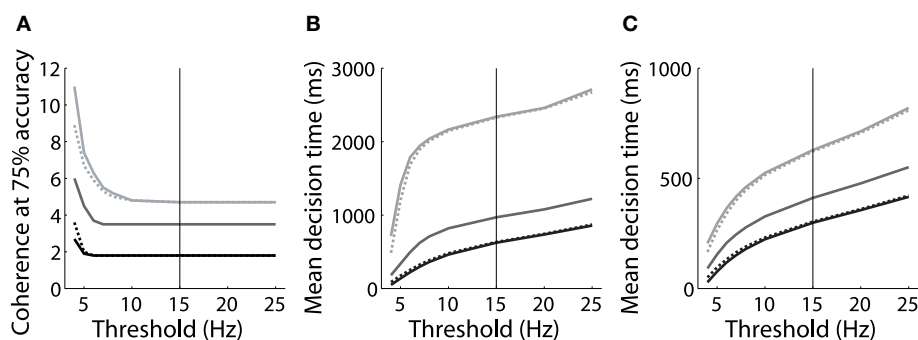 A
Coherence at 75% accuracy
12
10
8
6
4
2
0
5 10 15 20 25
Threshold (Hz)
B
Mean decision time (ms)
3000
2000
1000
0
5 10 15 20 25
Threshold (Hz)
C
Mean decision time (ms)
1000
500
0
5 10 15 20 25
Threshold (Hz)